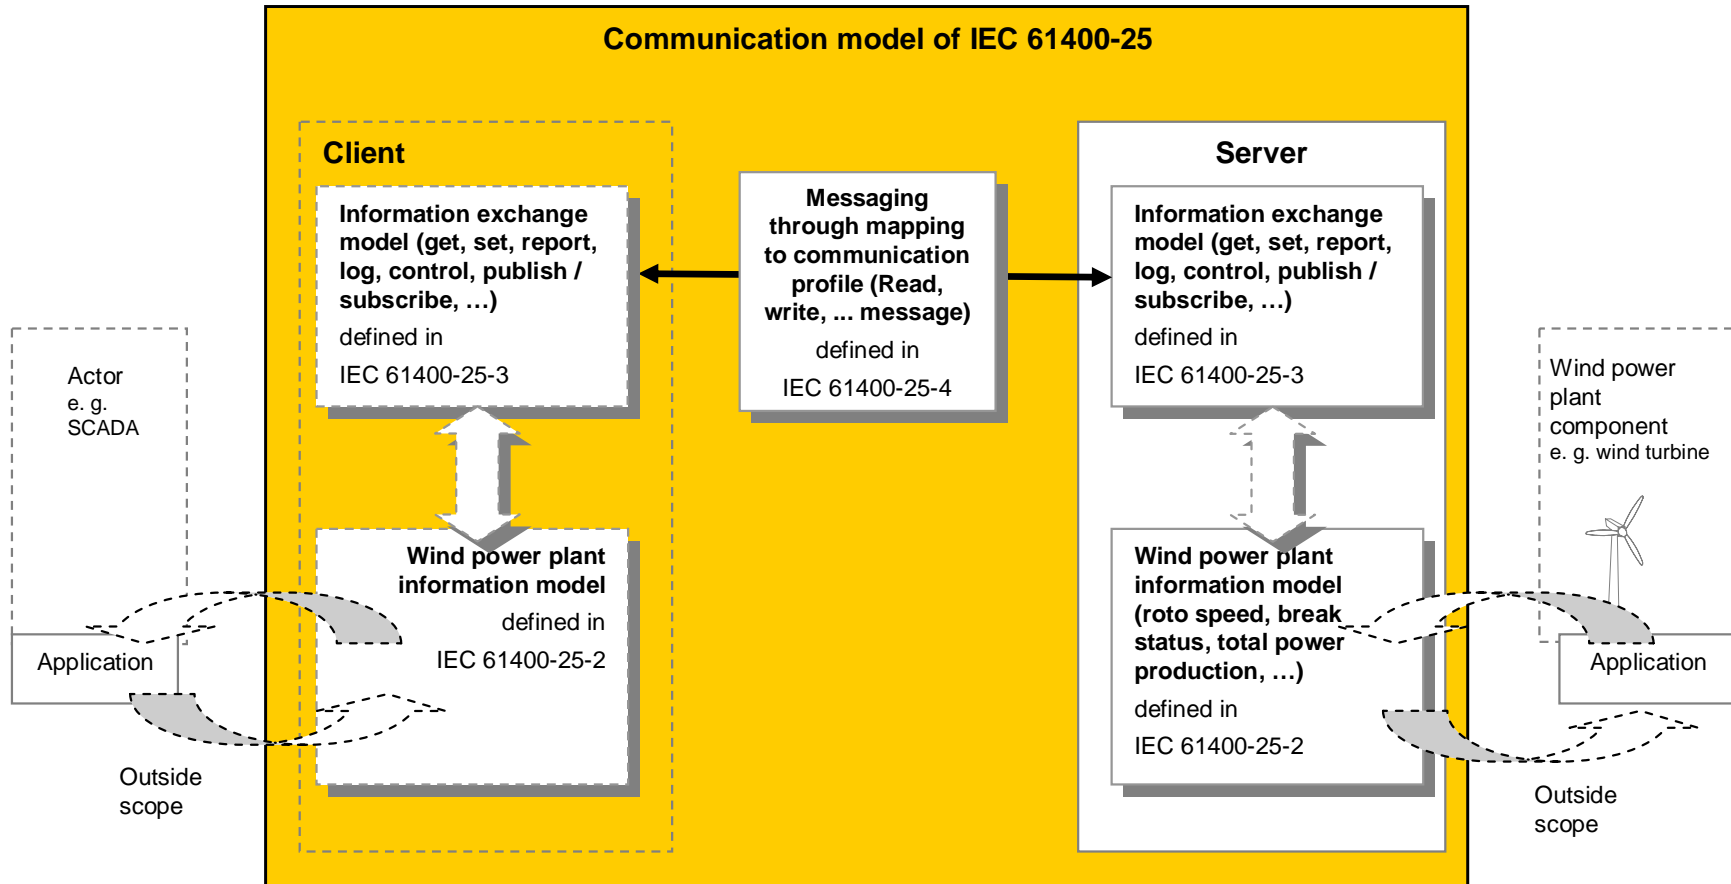 Communication model of IEC 61400-25
Client
Information exchange
model (get, set, report,
log, control, publish /
subscribe, …)
defined in
IEC 61400-25-3
Wind power plant
information model
defined in
IEC 61400-25-2
Messaging
through mapping
to communication
profile (Read,
write, ... message)
defined in
IEC 61400-25-4
Server
Information exchange
model (get, set, report,
log, control, publish /
subscribe, …)
defined in
IEC 61400-25-3
Wind power plant
information model
(roto speed, break
status, total power
production, …)
defined in
IEC 61400-25-2
Actor
e. g.
SCADA
Application
Outside
scope
Wind power
plant
component
e. g. wind turbine
Application
Outside
scope